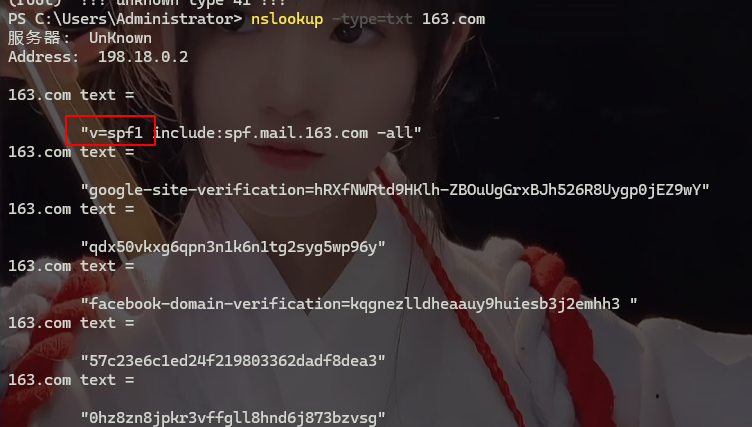 (root)  ??? unknown type 41 ???
PS C:\Users\Administrator> nslookup -type=txt 163.com
服务器:  UnKnown
Address:  198.18.0.2
163.com text =
"v=spf1 include:spf.mail.163.com -all"
163.com text =
"google-site-verification=hRXfNWRtd9HKlh-ZBOuUgGrxBJh526R8Uygp0jEZ9wY"
163.com text =
"qdx50vkxg6qpn3n1k6n1tg2syg5wp96y"
163.com text =
"facebook-domain-verification=kqgnezlldheaauy9huiesb3j2emhh3 "
163.com text =
"57c23e6c1ed24f219803362dadf8dea3"
163.com text =
"0hz8zn8jpkr3vffgll8hnd6j873bzvsg"